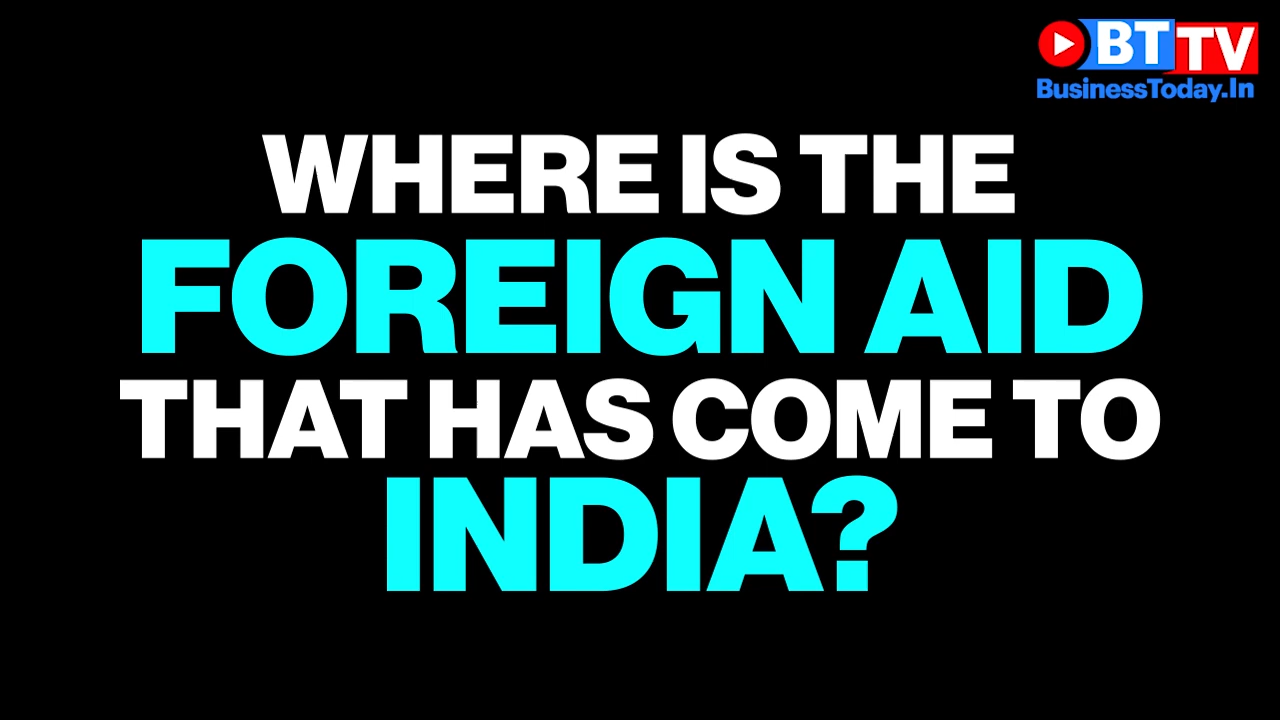 BTTV
BusinessToday.In
WHERE IS THE
FOREIGN AID
THAT HAS COME TO
INDIA?